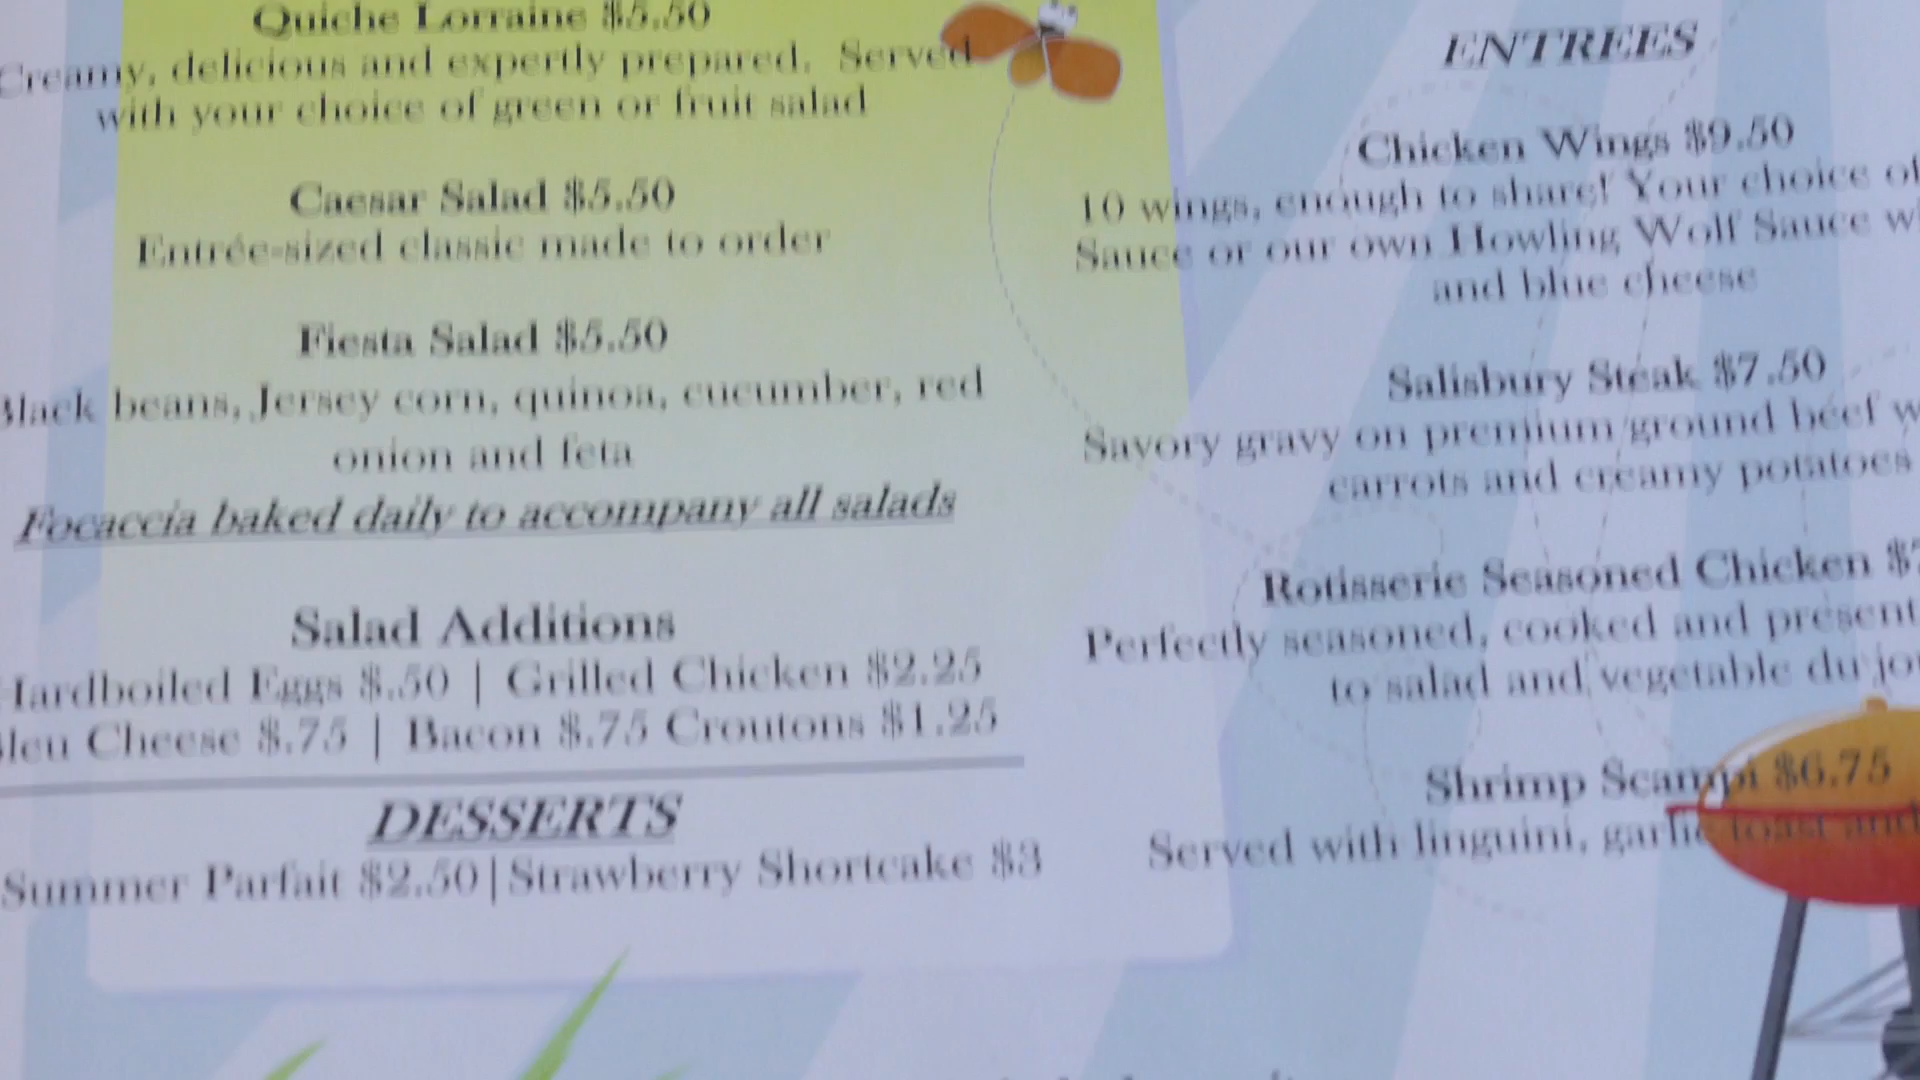 Quiche Lorraine $5.50
Creamy, delicious and expertly prepared. Served
with your choice of green or fruit salad
Caesar Salad $5.50
Entrée-sized classic made to order
Fiesta Salad $5.50
Black beans, Jersey corn, quinoa, cucumber, red
onion and feta
Focaccia baked daily to accompany all salads
Salad Additions
Hardboiled Eggs $.50 | Grilled Chicken $2.25
Bleu Cheese $.75 | Bacon $.75 Croutons $1.25
DESSERTS
Summer Parfait $2.50|Strawberry Shortcake $3
ENTREES
Chicken Wings $9.50
10 wings, enough to share! Your choice of
Sauce or our own Howling Wolf Sauce
and blue cheese
Salisbury Steak $7.50
Savory gravy on premium ground beef
carrots and creamy potatoes
Rotisserie Seasoned Chicken
Perfectly seasoned, cooked and
to salad and vegetable du
Shrimp Scampi $6.75
Served with linguini, garlic toast and